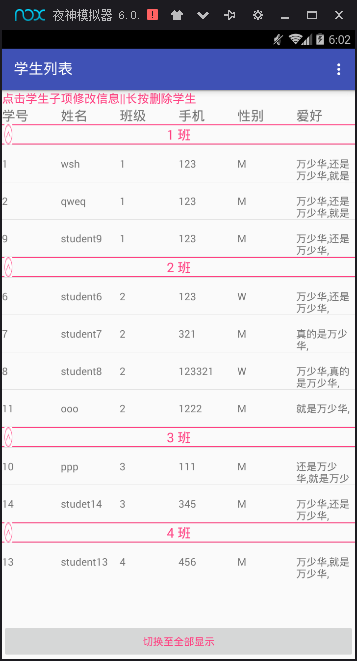 nox 夜神模拟器 6.0.
6:02
学生列表
点击学生子项修改信息||长按删除学生
学号 姓名 班级 手机 性别 爱好
1 班
1 wsh 1 123 M 万少华,还是
万少华,就是
2 qweq 1 123 M 万少华,还是
万少华,就是
9 student9 1 123 M 万少华,还是
万少华,
2 班
6 student6 2 123 W 万少华,还是
万少华,
7 student7 2 321 M 真的是万少
华,
8 student8 2 123321 W 万少华,真的
是万少华,
11 ooo 2 1222 M 就是万少华,
3 班
10 ppp 3 111 M 还是万少
华,就是万少
14 studet14 3 345 M 万少华,还是
万少华,
4 班
13 student13 4 456 M 万少华,就是
万少华,
切换至全部显示